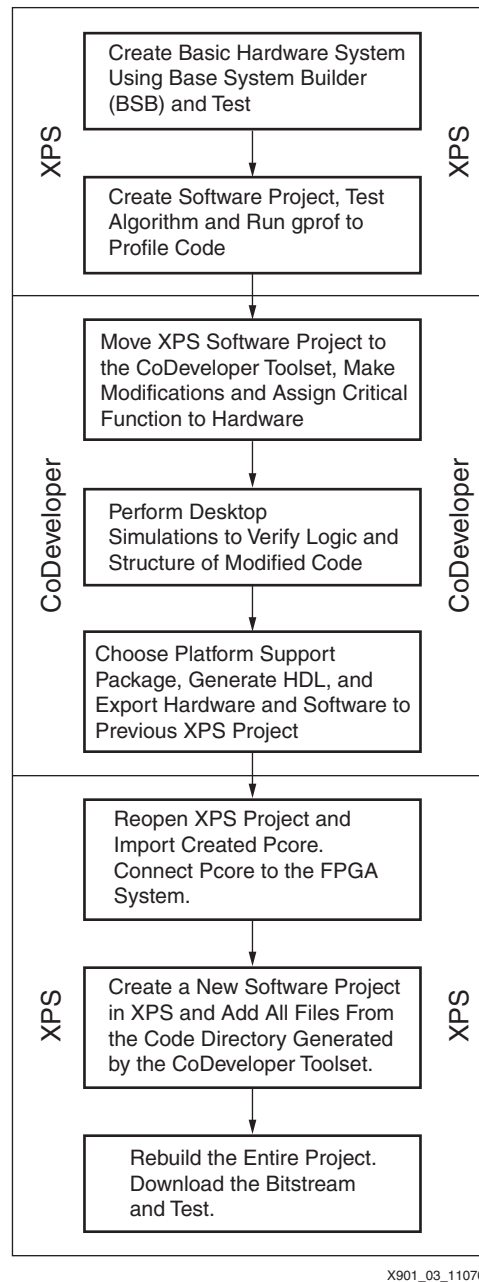 Create Basic Hardware System
Using Base System Builder
(BSB) and Test
XPS
XPS
Create Software Project, Test
Algorithm and Run gprof to
Profile Code
Move XPS Software Project to
the CoDeveloper Toolset, Make
Modifications and Assign Critical
Function to Hardware
CoDeveloper
CoDeveloper
Perform Desktop
Simulations to Verify Logic and
Structure of Modified Code
Choose Platform Support
Package, Generate HDL, and
Export Hardware and Software to
Previous XPS Project
Reopen XPS Project and
Import Created Pcore.
Connect Pcore to the FPGA
System.
XPS
XPS
Create a New Software Project
in XPS and Add All Files From
the Code Directory Generated
by the CoDeveloper Toolset.
Rebuild the Entire Project.
Download the Bitstream
and Test.